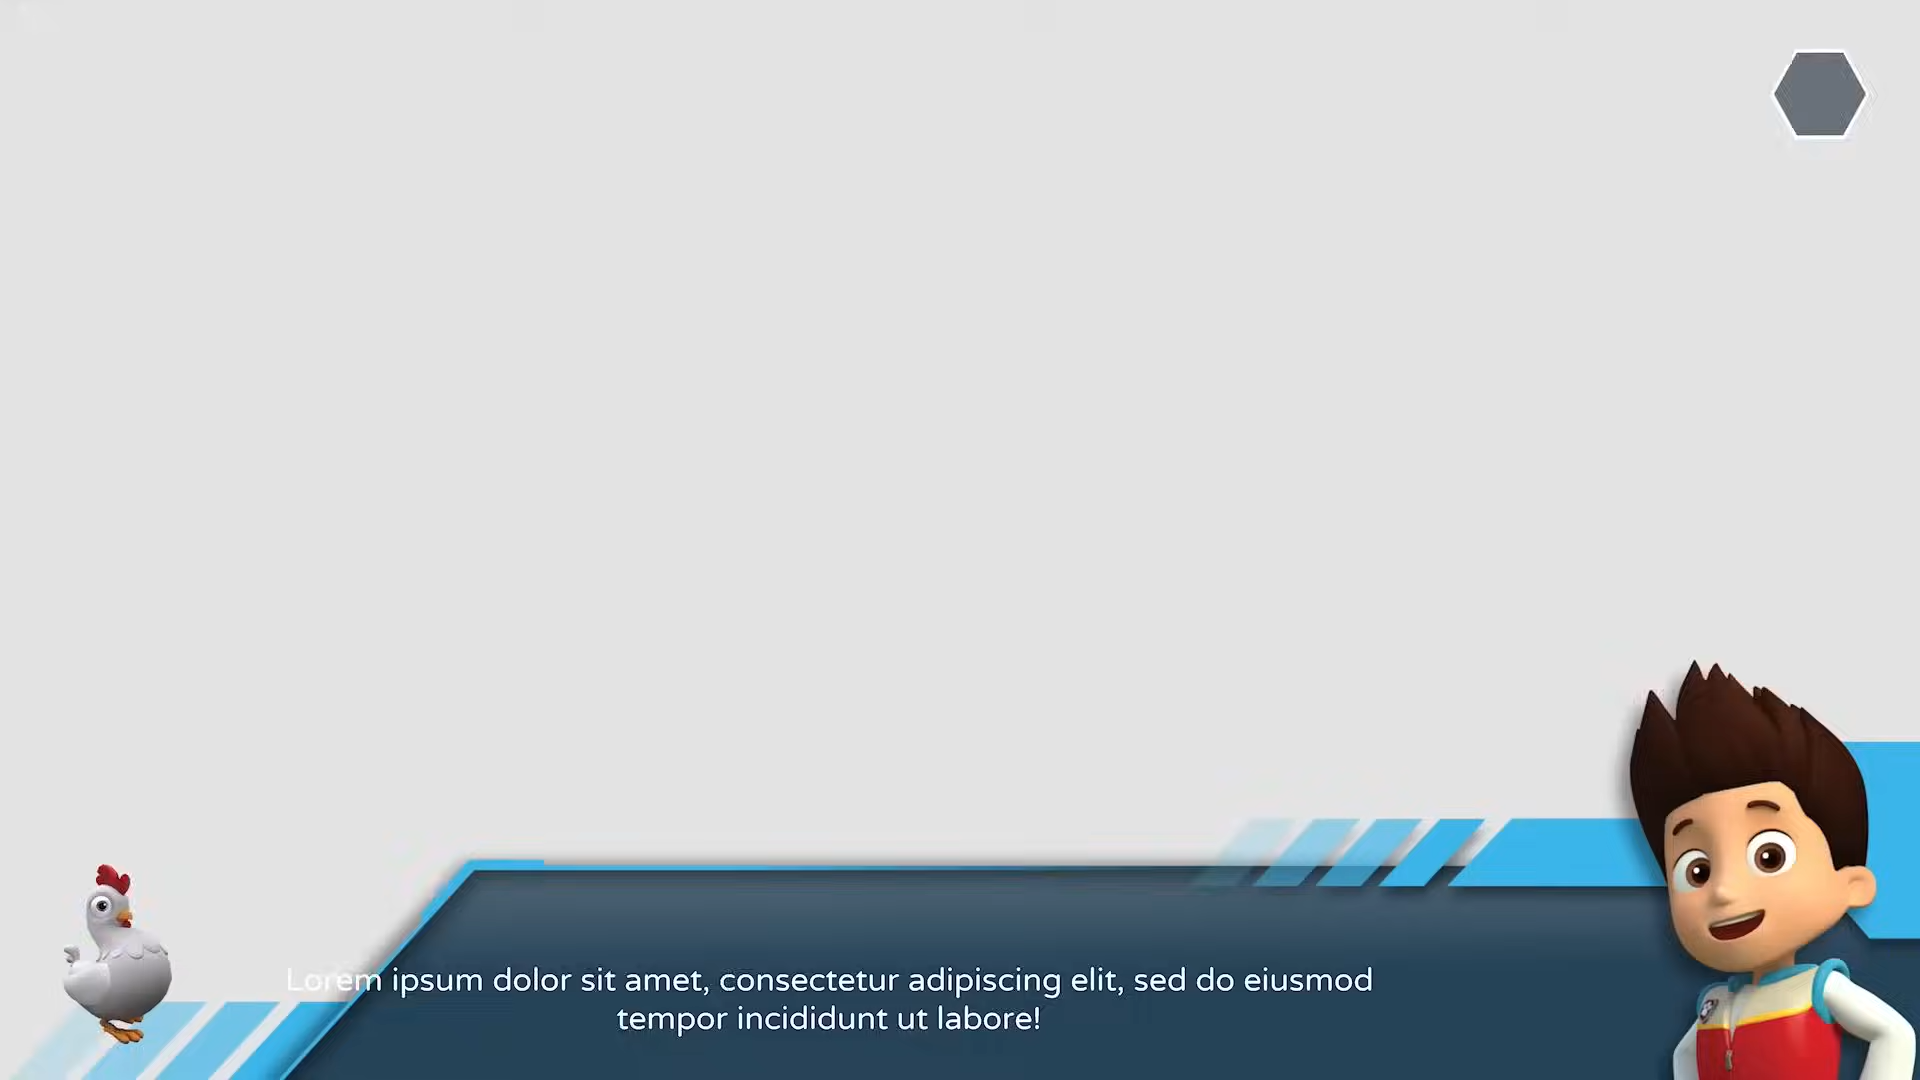 Lorem ipsum dolor sit amet, consectetur adipiscing elit, sed do eiusmod
tempor incididunt ut labore!